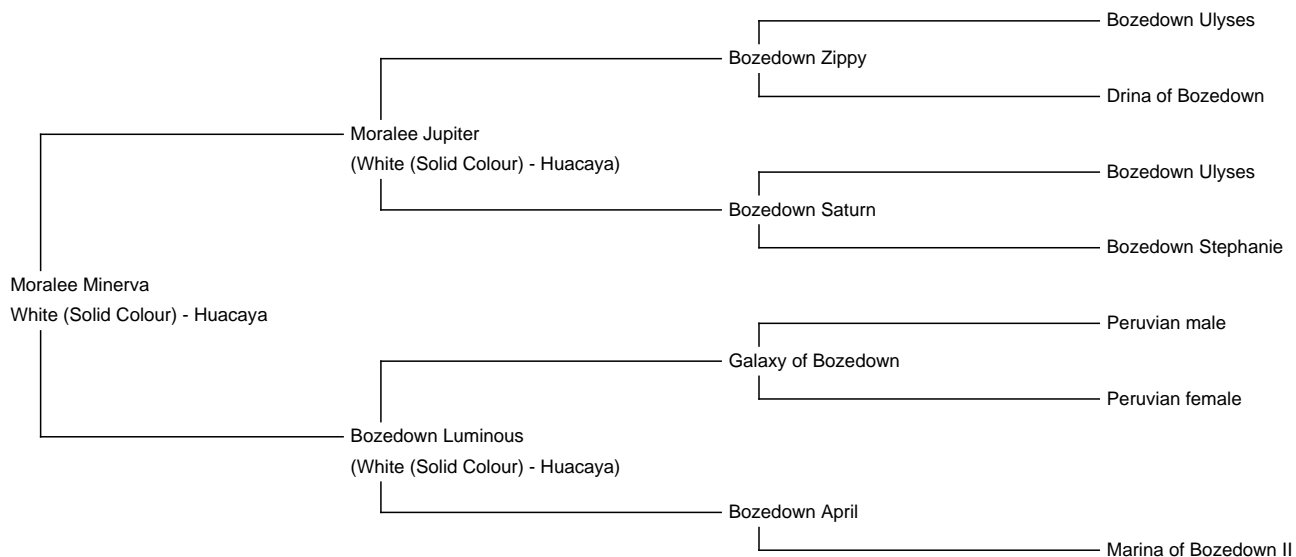 Bozedown Ulyses
Bozedown Zippy
Drina of Bozedown
Moralee Jupiter
(White (Solid Colour) - Huacaya)
Bozedown Ulyses
Bozedown Saturn
Bozedown Stephanie
Moralee Minerva
White (Solid Colour) - Huacaya
Peruvian male
Galaxy of Bozedown
Peruvian female
Bozedown Luminous
(White (Solid Colour) - Huacaya)
Bozedown April
Marina of Bozedown II